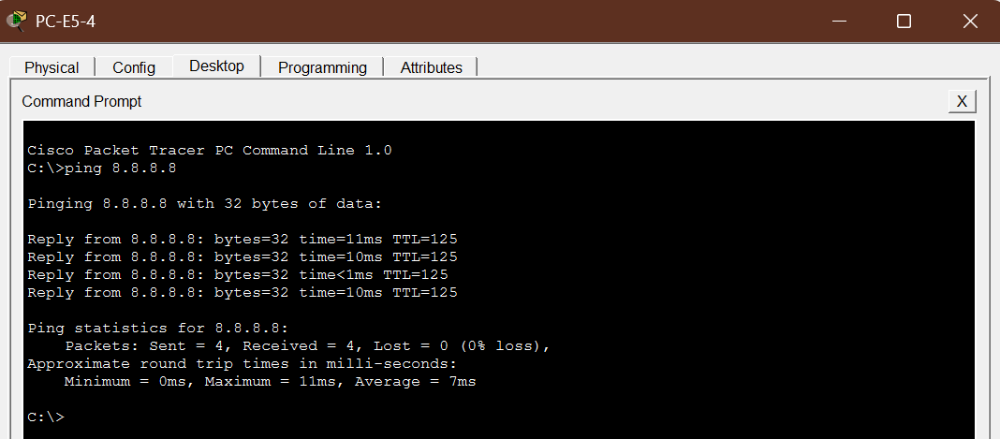 PC-E5-4
Physical Config Desktop Programming Attributes
Command Prompt X
Cisco Packet Tracer PC Command Line 1.0
C:\>ping 8.8.8.8
Pinging 8.8.8.8 with 32 bytes of data:
Reply from 8.8.8.8: bytes=32 time=11ms TTL=125
Reply from 8.8.8.8: bytes=32 time=10ms TTL=125
Reply from 8.8.8.8: bytes=32 time<1ms TTL=125
Reply from 8.8.8.8: bytes=32 time=10ms TTL=125
Ping statistics for 8.8.8.8:
    Packets: Sent = 4, Received = 4, Lost = 0 (0% loss),
Approximate round trip times in milli-seconds:
    Minimum = 0ms, Maximum = 11ms, Average = 7ms
C:\>